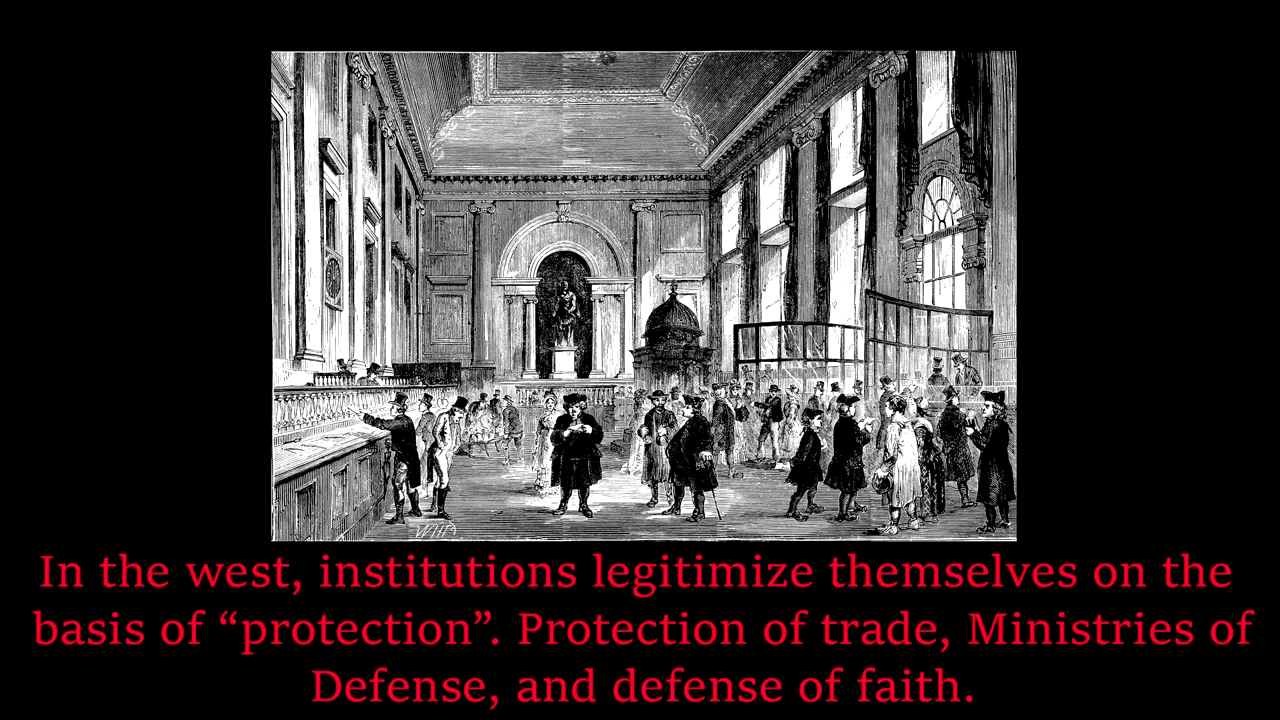 WHP
In the west, institutions legitimize themselves on the
basis of “protection”. Protection of trade, Ministries of
Defense, and defense of faith.